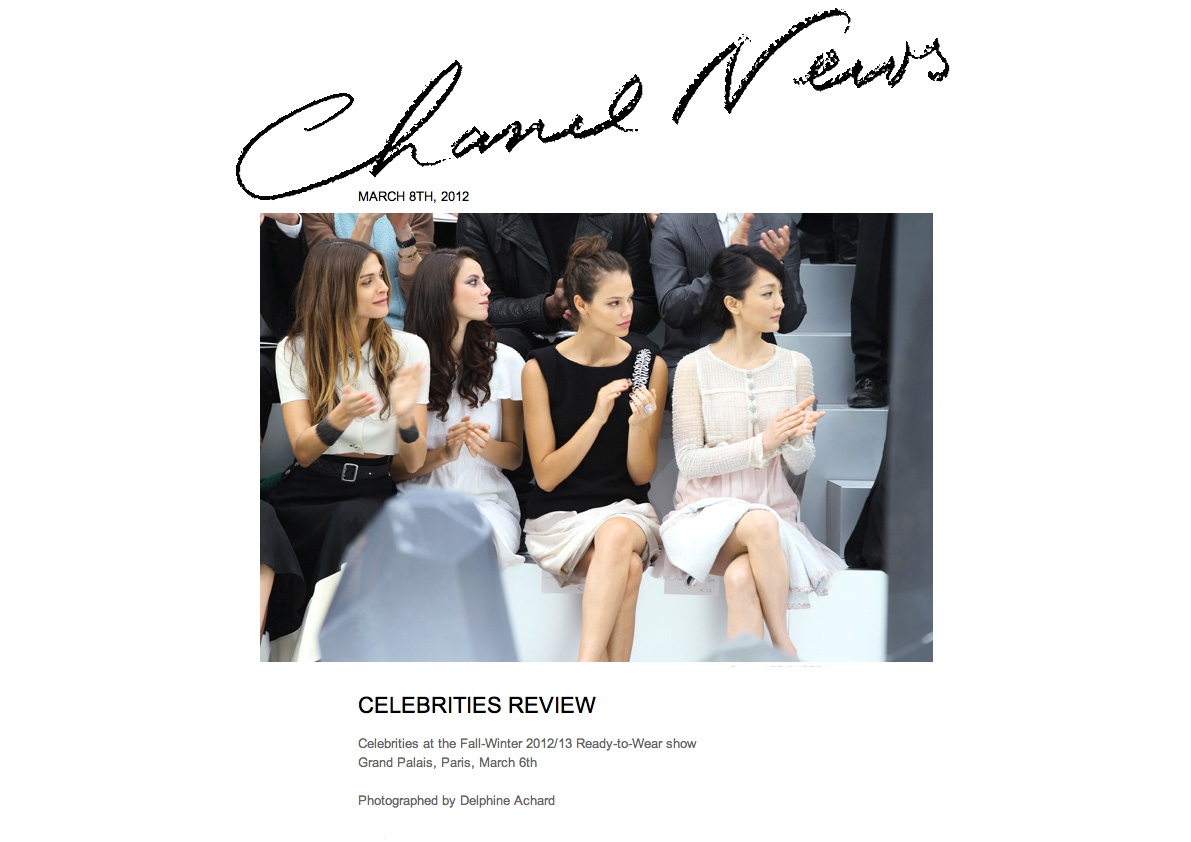 Chanel News
MARCH 8TH, 2012
CELEBRITIES REVIEW
Celebrities at the Fall-Winter 2012/13 Ready-to-Wear show
Grand Palais, Paris, March 6th
Photographed by Delphine Achard